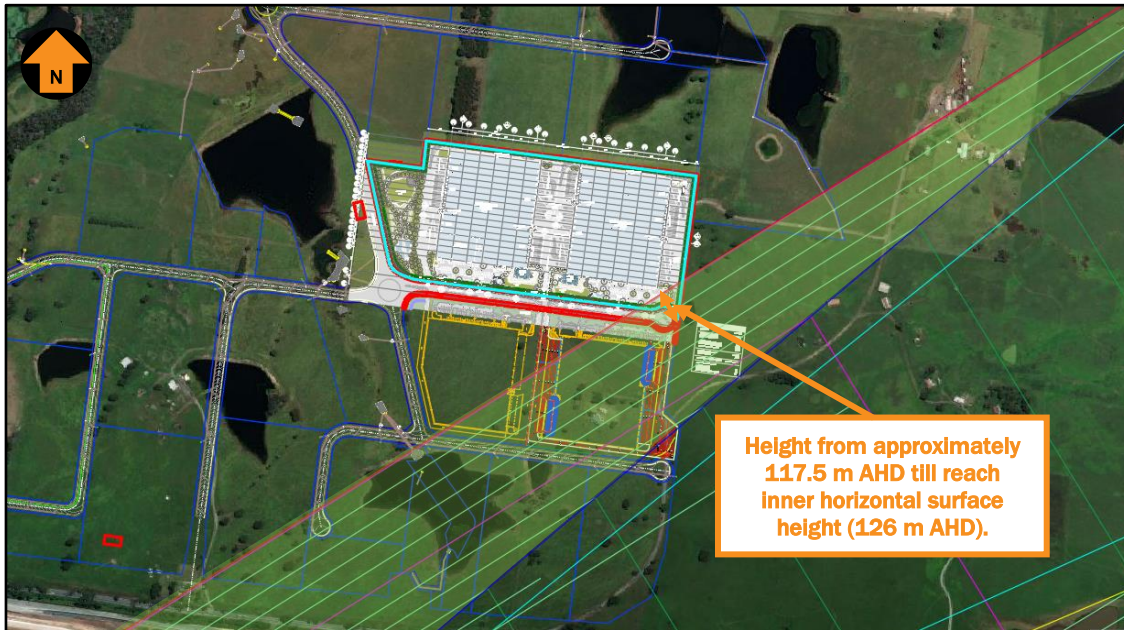 N
Height from approximately
117.5 m AHD till reach
inner horizontal surface
height (126 m AHD).